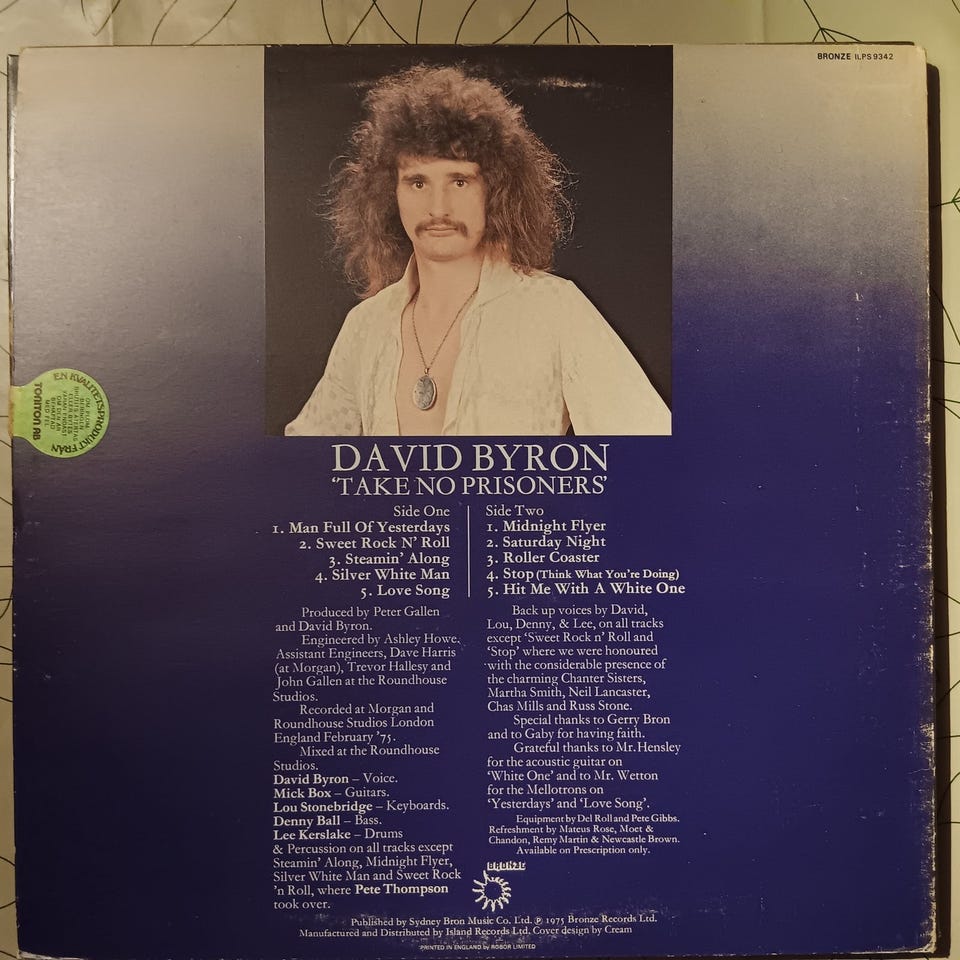 BRONZE ILPS 9342
EN KVALITETSPRODUKT FRÅN
TONITON AB
DAVID BYRON
‘TAKE NO PRISONERS’
Side One
1. Man Full Of Yesterdays
2. Sweet Rock N’ Roll
3. Steamin’ Along
4. Silver White Man
5. Love Song
Side Two
1. Midnight Flyer
2. Saturday Night
3. Roller Coaster
4. Stop (Think What You’re Doing)
5. Hit Me With A White One
Produced by Peter Gallen
and David Byron.
Engineered by Ashley Howe.
Assistant Engineers, Dave Harris
(at Morgan), Trevor Hallesy and
John Gallen at the Roundhouse
Studios.
Recorded at Morgan and
Roundhouse Studios London
England February ’75.
Mixed at the Roundhouse
Studios.
David Byron – Voice.
Mick Box – Guitars.
Lou Stonebridge – Keyboards.
Denny Ball – Bass.
Lee Kerslake – Drums
& Percussion on all tracks except
Steamin’ Along, Midnight Flyer,
Silver White Man and Sweet Rock
’n Roll, where Pete Thompson
took over.
Back up voices by David,
Lou, Denny, & Lee, on all tracks
except ‘Sweet Rock n’ Roll and
‘Stop’ where we were honoured
with the considerable presence of
the charming Chanter Sisters,
Martha Smith, Neil Lancaster,
Chas Mills and Russ Stone.
Special thanks to Gerry Bron
and to Gaby for having faith.
Grateful thanks to Mr. Hensley
for the acoustic guitar on
‘White One’ and to Mr. Wetton
for the Mellotrons on
‘Yesterdays’ and ‘Love Song’.
Equipment by Del Roll and Pete Gibbs.
Refreshment by Mateus Rose, Moet &
Chandon, Remy Martin & Newcastle Brown.
Available on Prescription only.
BRONZE
Published by Sydney Bron Music Co. Ltd. ℗ 1975 Bronze Records Ltd.
Manufactured and Distributed by Island Records Ltd. Cover design by Cream
PRINTED IN ENGLAND by ROBOR LIMITED